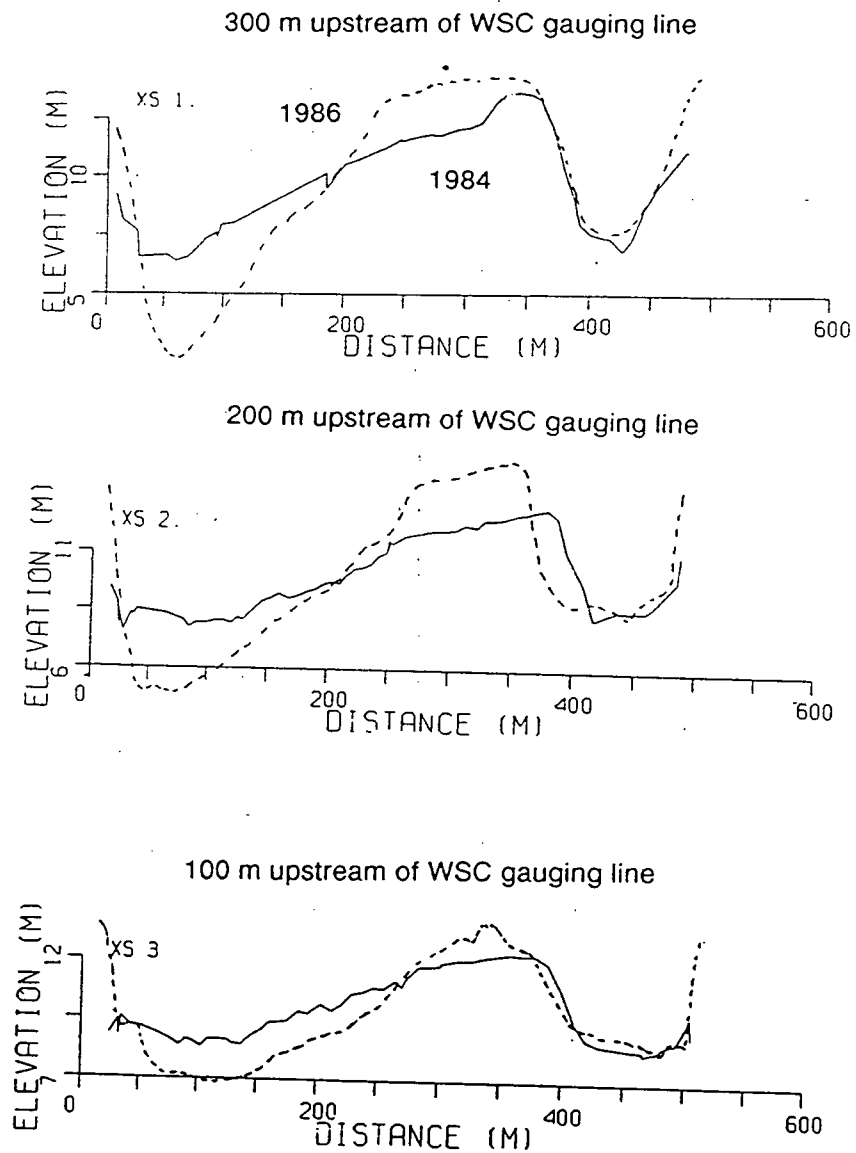 300 m upstream of WSC gauging line
XS 1.
1986
1984
ELEVATION (M)
10
5
0
200
400
600
DISTANCE (M)
200 m upstream of WSC gauging line
XS 2.
ELEVATION (M)
11
6
0
200
400
600
DISTANCE (M)
100 m upstream of WSC gauging line
XS 3
ELEVATION (M)
12
7
0
200
400
600
DISTANCE (M)